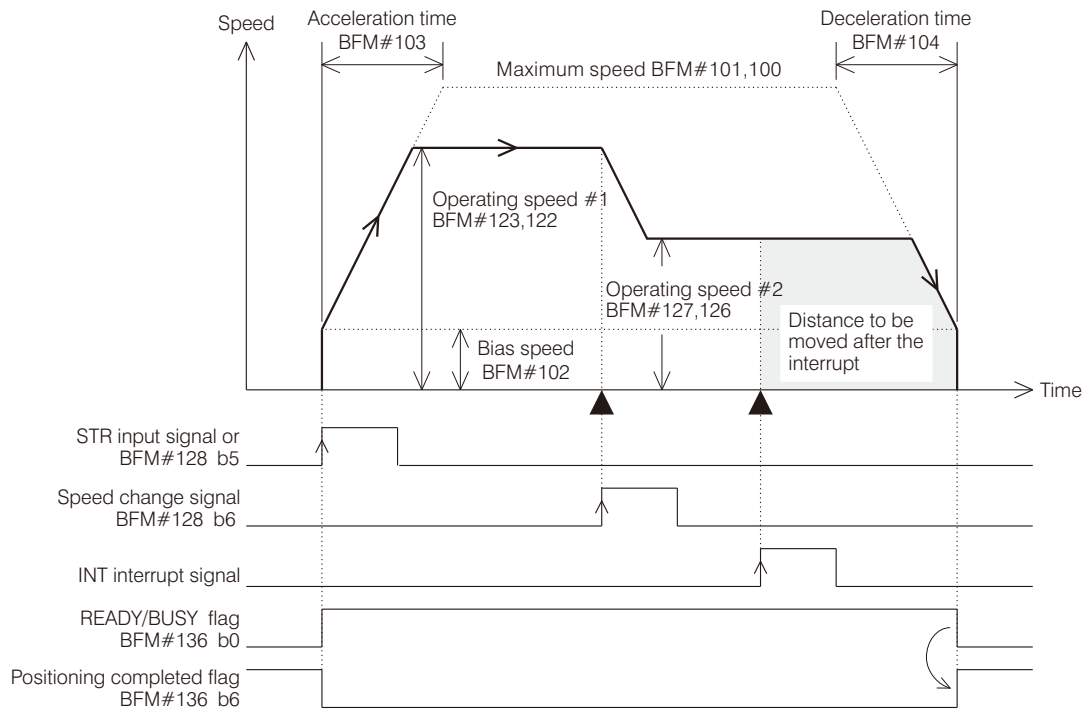 Speed
Acceleration time
BFM#103
Deceleration time
BFM#104
Maximum speed BFM#101,100
Operating speed #1
BFM#123,122
Operating speed #2
BFM#127,126
Distance to be
moved after the
interrupt
Bias speed
BFM#102
Time
STR input signal or
BFM#128 b5
Speed change signal
BFM#128 b6
INT interrupt signal
READY/BUSY flag
BFM#136 b0
Positioning completed flag
BFM#136 b6